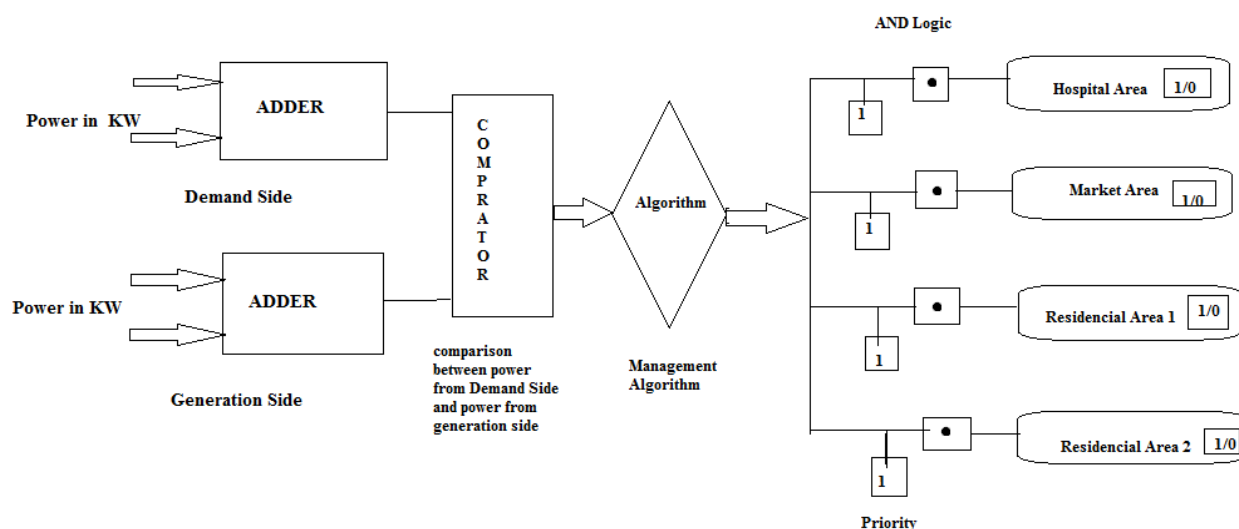 AND Logic
ADDER
Power in KW
Demand Side
COMPRATOR
Hospital Area 1/0
1
Market Area 1/0
1
Algorithm
ADDER
Power in KW
Generation Side
Residencial Area 1 1/0
1
comparison
between power
from Demand Side
and power from
generation side
Management
Algorithm
Residencial Area 2 1/0
1
Priority